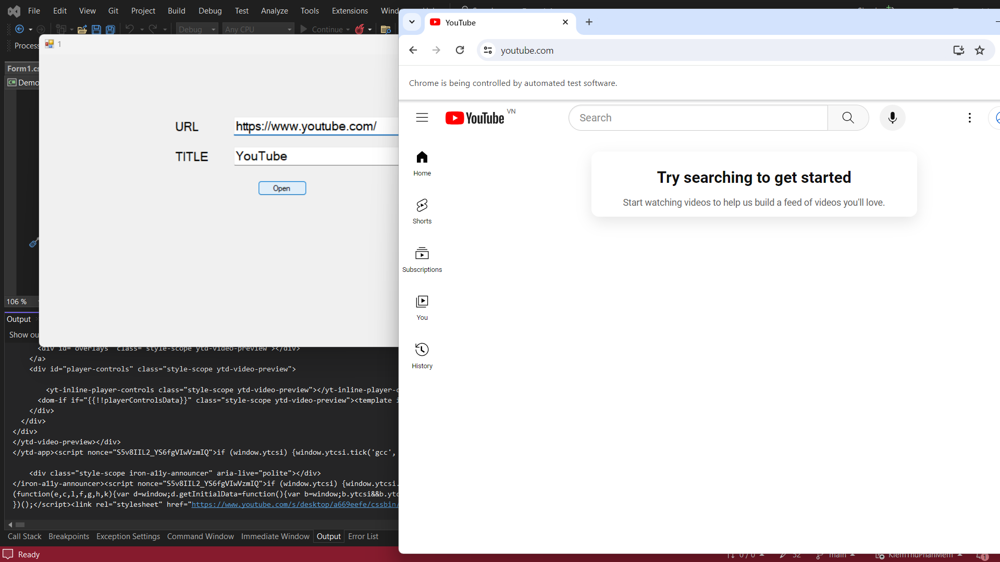 File Edit View Git Project Build Debug Test Analyze Tools Extensions
Debug Any CPU Continue
Process
Form1.cs
Demo
106 %
Output
Show ou
1
URL https://www.youtube.com/
TITLE YouTube
Open
<div id="overlays" class="style-scope ytd-video-preview"></div>
</a>
<div id="player-controls" class="style-scope ytd-video-preview">
<yt-inline-player-controls class="style-scope ytd-video-preview"></yt-inline-player-c
<dom-if if="{{!!playerControlsData}}" class="style-scope ytd-video-preview"><template i
</div>
</div>
</div>
</ytd-video-preview></div>
</ytd-app><script nonce="S5v8IIL2_YS6fgVIwVzmIQ">if (window.ytcsi) {window.ytcsi.tick('gcc',
<div class="style-scope iron-a11y-announcer" aria-live="polite"></div>
</iron-a11y-announcer><script nonce="S5v8IIL2_YS6fgVIwVzmIQ">if (window.ytcsi) {window.ytcsi.
(function(e,c,l,f,g,h,k){var d=window;d.getInitialData=function(){var b=window;b.ytcsi&&b.ytc
})();</script><link rel="stylesheet" href="https://www.youtube.com/s/desktop/a669eefe/cssbin/
Call Stack Breakpoints Exception Settings Command Window Immediate Window Output Error List
Ready
0 / 0 52 main KiemThuPhanMem 1
YouTube
youtube.com
Chrome is being controlled by automated test software.
YouTube VN
Search
Home
Shorts
Subscriptions
You
History
Try searching to get started
Start watching videos to help us build a feed of videos you'll love.